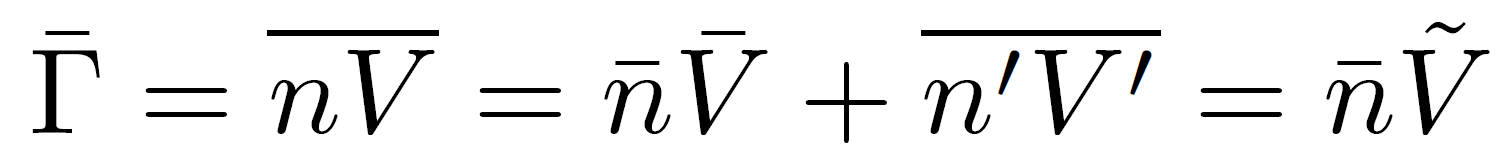 Γ̄ = \overline{nV} = n̄V̄ + \overline{n′V′} = n̄Ṽ